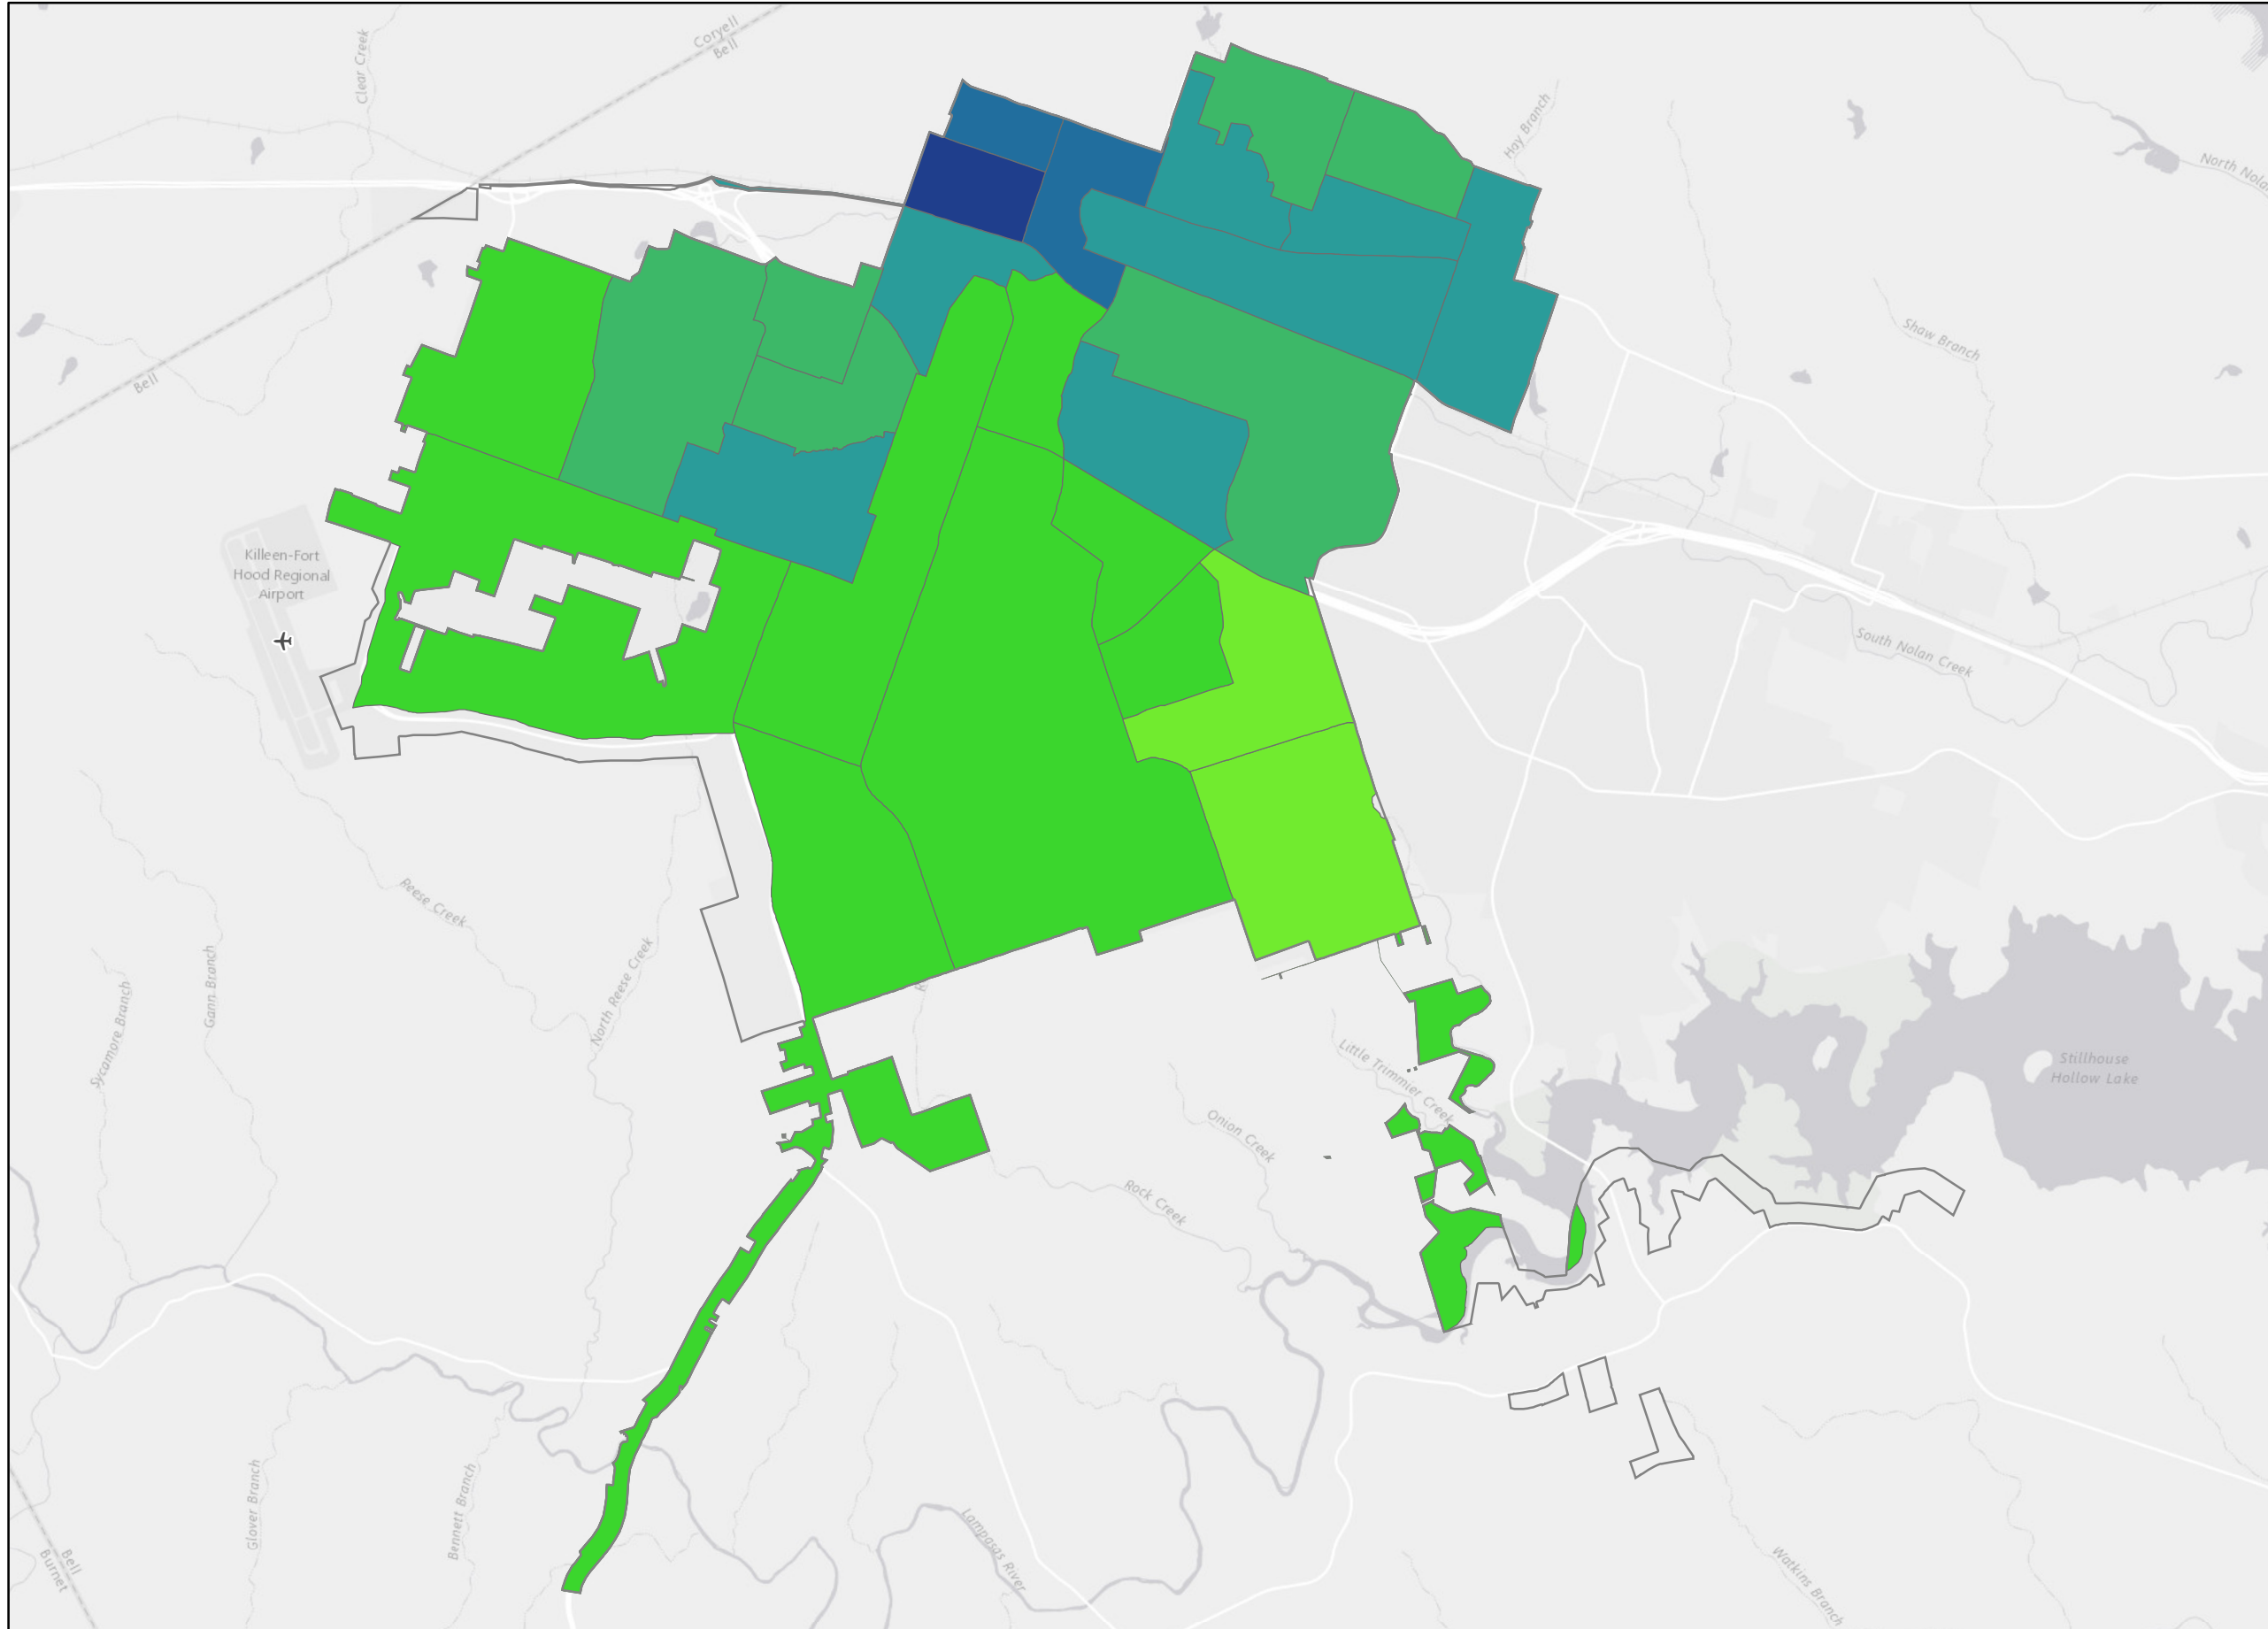 Coryell
Bell
Clear Creek
Hay Branch
North Nola
Shaw Branch
Bell
Killeen-Fort
Hood Regional
Airport
South Nolan Creek
Reese Creek
Gann Branch
North Reese Creek
Sycamore Branch
Stillhouse
Hollow Lake
Little Trimmier Creek
Onion Creek
Rock Creek
Glover Branch
Bennett Branch
Lampasas River
Bell
Burnet
Watkins Branch